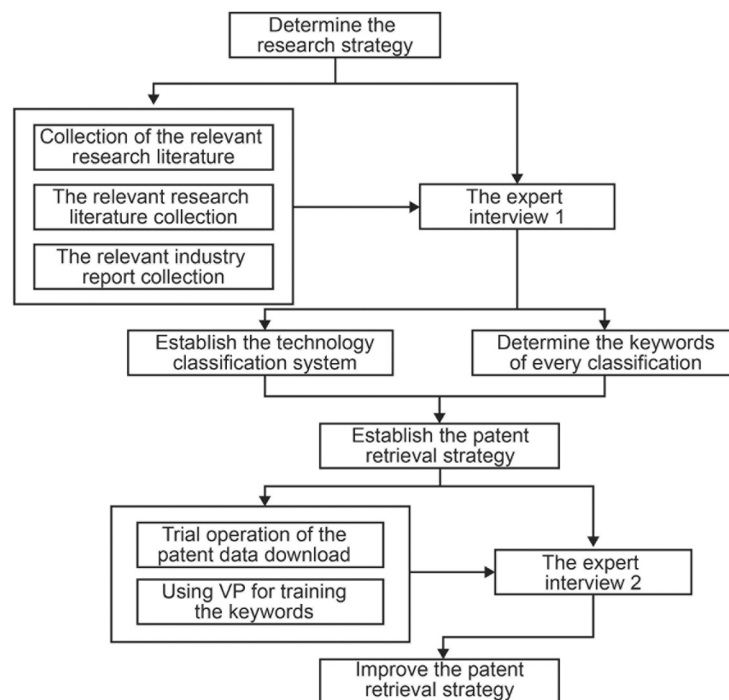 Determine the
research strategy
Collection of the relevant
research literature
The relevant research
literature collection
The relevant industry
report collection
The expert
interview 1
Establish the technology
classification system
Determine the keywords
of every classification
Establish the patent
retrieval strategy
Trial operation of the
patent data download
Using VP for training
the keywords
The expert
interview 2
Improve the patent
retrieval strategy